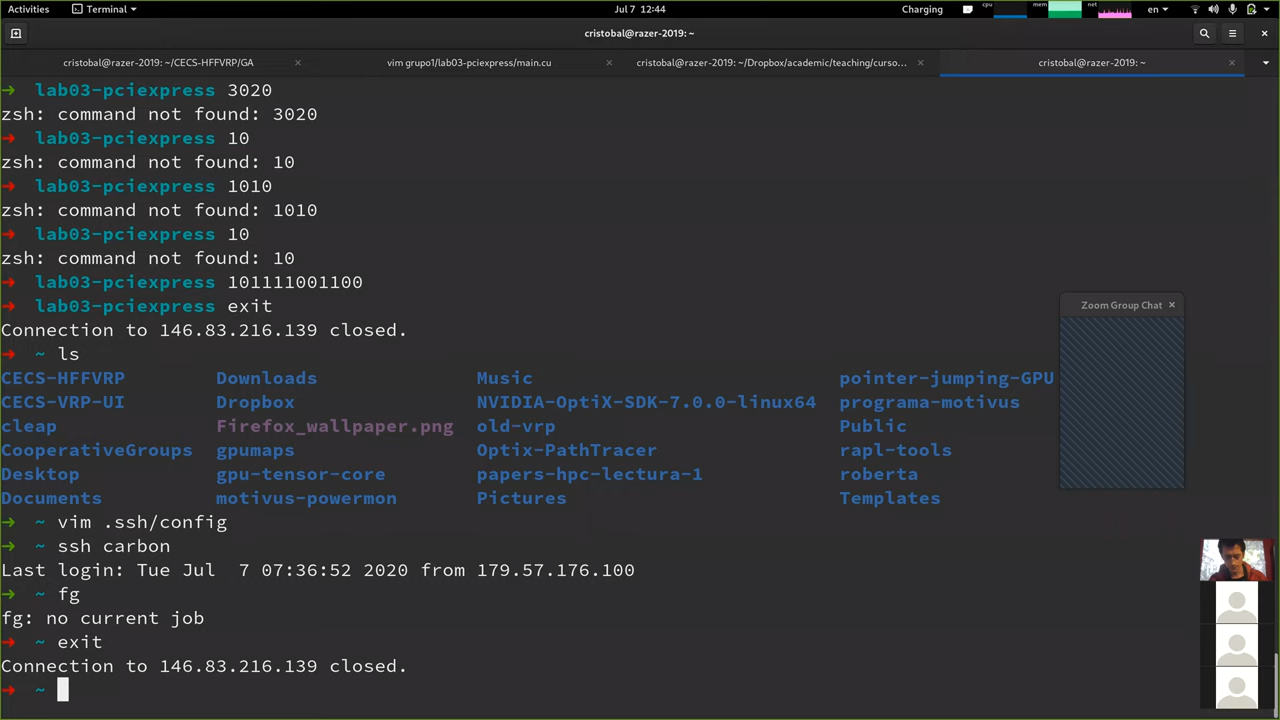 Activities Terminal Jul 7 12:44 Charging cpu mem net en
cristobal@razer-2019: ~
cristobal@razer-2019: ~/CECS-HFFVRP/GA × vim grupo1/lab03-pciexpress/main.cu × cristobal@razer-2019: ~/Dropbox/academic/teaching/curso... × cristobal@razer-2019: ~ ×
➜ lab03-pciexpress 3020
zsh: command not found: 3020
➜ lab03-pciexpress 10
zsh: command not found: 10
➜ lab03-pciexpress 1010
zsh: command not found: 1010
➜ lab03-pciexpress 10
zsh: command not found: 10
➜ lab03-pciexpress 101111001100
➜ lab03-pciexpress exit
Connection to 146.83.216.139 closed.
➜ ~ ls
CECS-HFFVRP Downloads Music pointer-jumping-GPU
CECS-VRP-UI Dropbox NVIDIA-OptiX-SDK-7.0.0-linux64 programa-motivus
cleap Firefox_wallpaper.png old-vrp Public
CooperativeGroups gpumaps Optix-PathTracer rapl-tools
Desktop gpu-tensor-core papers-hpc-lectura-1 roberta
Documents motivus-powermon Pictures Templates
➜ ~ vim .ssh/config
➜ ~ ssh carbon
Last login: Tue Jul  7 07:36:52 2020 from 179.57.176.100
➜ ~ fg
fg: no current job
➜ ~ exit
Connection to 146.83.216.139 closed.
➜ ~
Zoom Group Chat ×